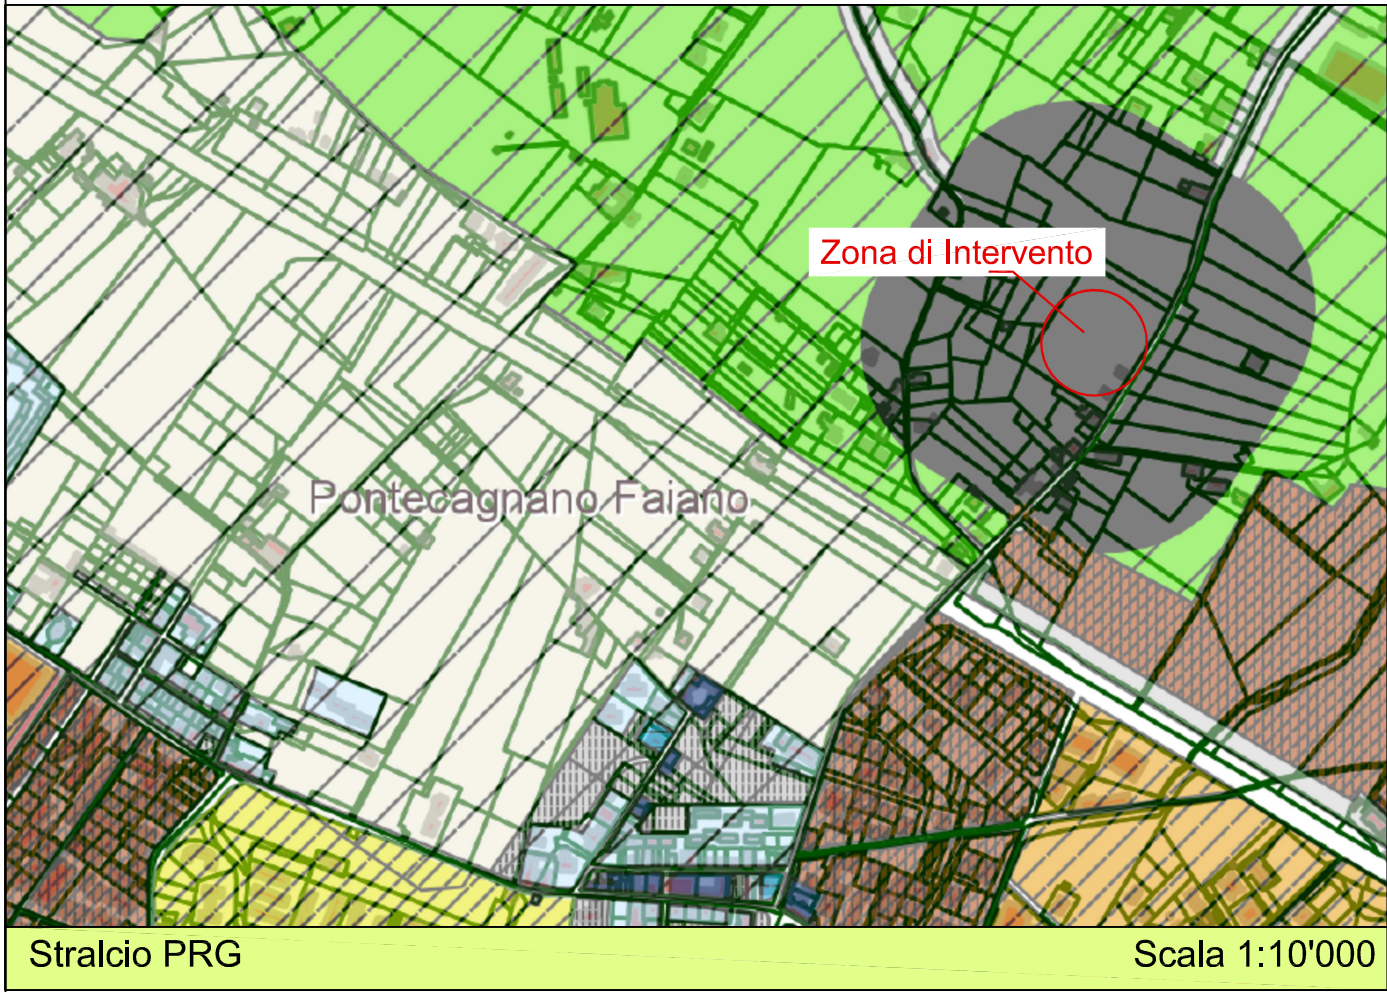 Zona di Intervento
Pontecagnano Faiano
Stralcio PRG
Scala 1:10'000